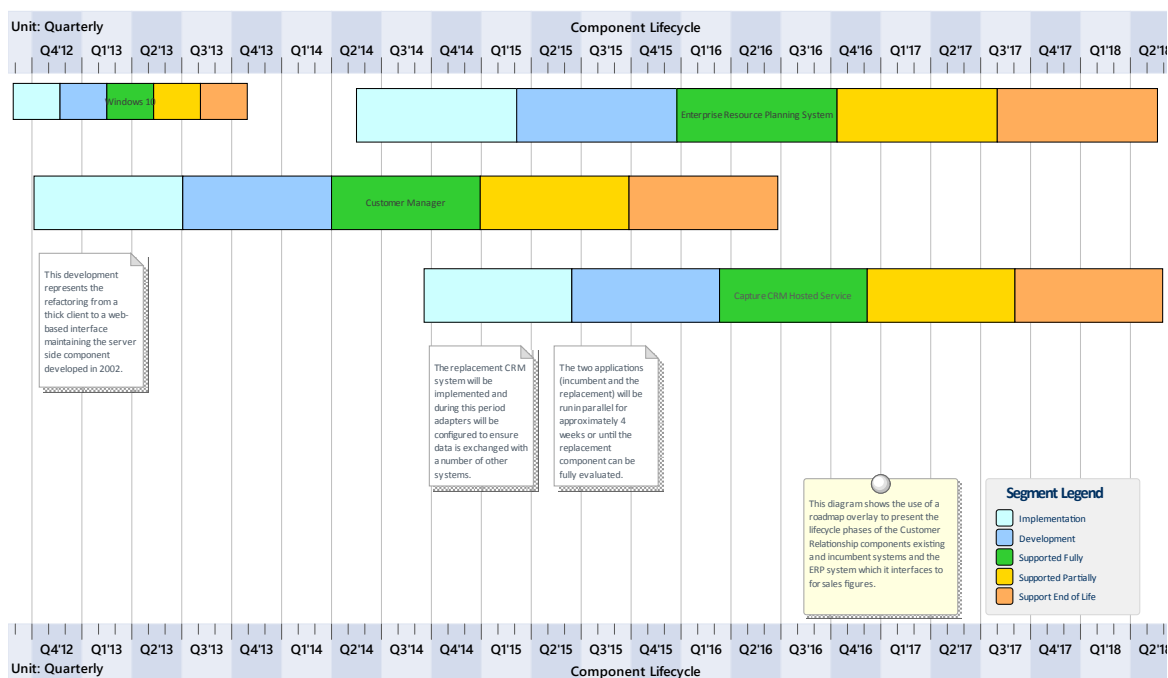 Unit: Quarterly
Component Lifecycle
Q4'12 Q1'13 Q2'13 Q3'13 Q4'13 Q1'14 Q2'14 Q3'14 Q4'14 Q1'15 Q2'15 Q3'15 Q4'15 Q1'16 Q2'16 Q3'16 Q4'16 Q1'17 Q2'17 Q3'17 Q4'17 Q1'18 Q2'18
Windows 10
Enterprise Resource Planning System
Customer Manager
Capture CRM Hosted Service
This development
represents the
refactoring from a
thick client to a web-
based interface
maintaining the server
side component
developed in 2002.
The replacement CRM
system will be
implemented and
during this period
adapters will be
configured to ensure
data is exchanged with
a number of other
systems.
The two applications
(incumbent and the
replacement) will be
run in parallel for
approximately 4
weeks or until the
replacement
component can be
fully evaluated.
This diagram shows the use of a
roadmap overlay to present the
lifecycle phases of the Customer
Relationship components existing
and incumbent systems and the
ERP system which it interfaces to
for sales figures.
Segment Legend
Implementation
Development
Supported Fully
Supported Partially
Support End of Life
Q4'12 Q1'13 Q2'13 Q3'13 Q4'13 Q1'14 Q2'14 Q3'14 Q4'14 Q1'15 Q2'15 Q3'15 Q4'15 Q1'16 Q2'16 Q3'16 Q4'16 Q1'17 Q2'17 Q3'17 Q4'17 Q1'18 Q2'18
Unit: Quarterly
Component Lifecycle